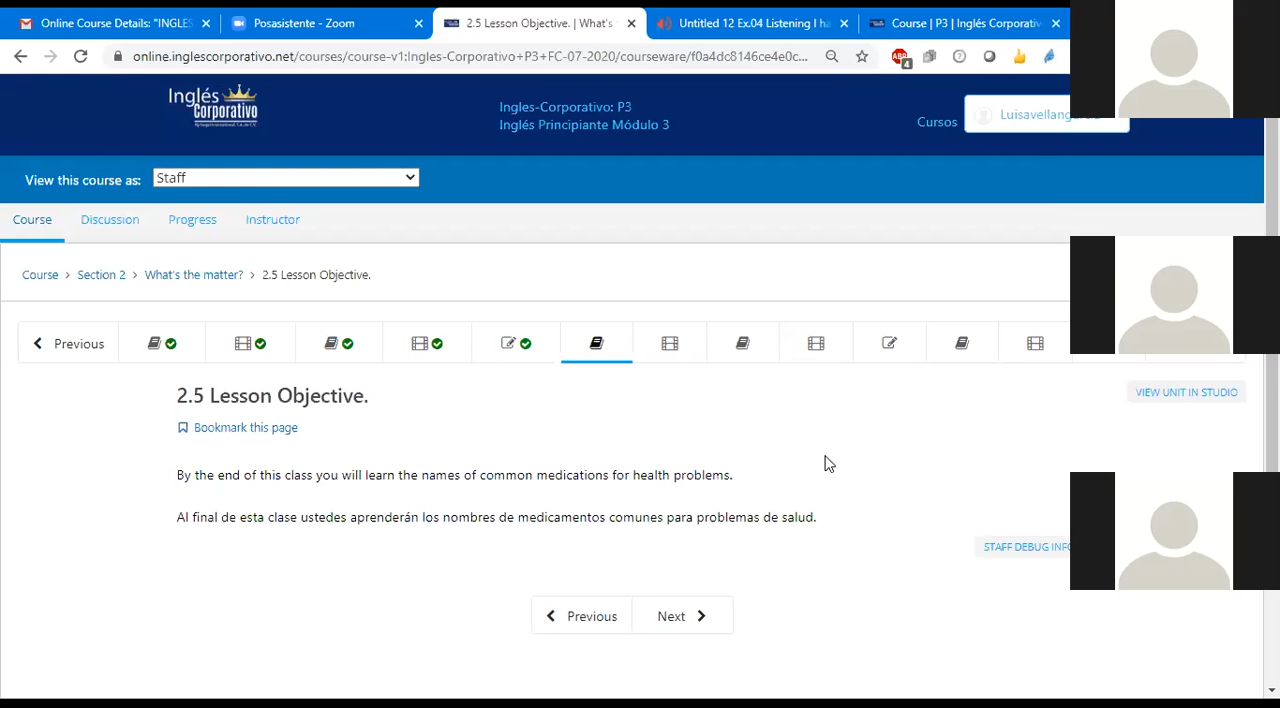 Online Course Details: "INGLES
Posasistente - Zoom
2.5 Lesson Objective. | What's
Untitled 12 Ex.04 Listening I ha
Course | P3 | Inglés Corporativ
online.inglescorporativo.net/courses/course-v1:Ingles-Corporativo+P3+FC-07-2020/courseware/f0a4dc8146ce4e0c...
ABP
4
Inglés
Corporativo
Ingles-Corporativo: P3
Inglés Principiante Módulo 3
Cursos
View this course as:
Staff
Course
Discussion
Progress
Instructor
Course > Section 2 > What's the matter? > 2.5 Lesson Objective.
Previous
2.5 Lesson Objective.
VIEW UNIT IN STUDIO
Bookmark this page
By the end of this class you will learn the names of common medications for health problems.
Al final de esta clase ustedes aprenderán los nombres de medicamentos comunes para problemas de salud.
STAFF DEBUG INFO
Previous
Next